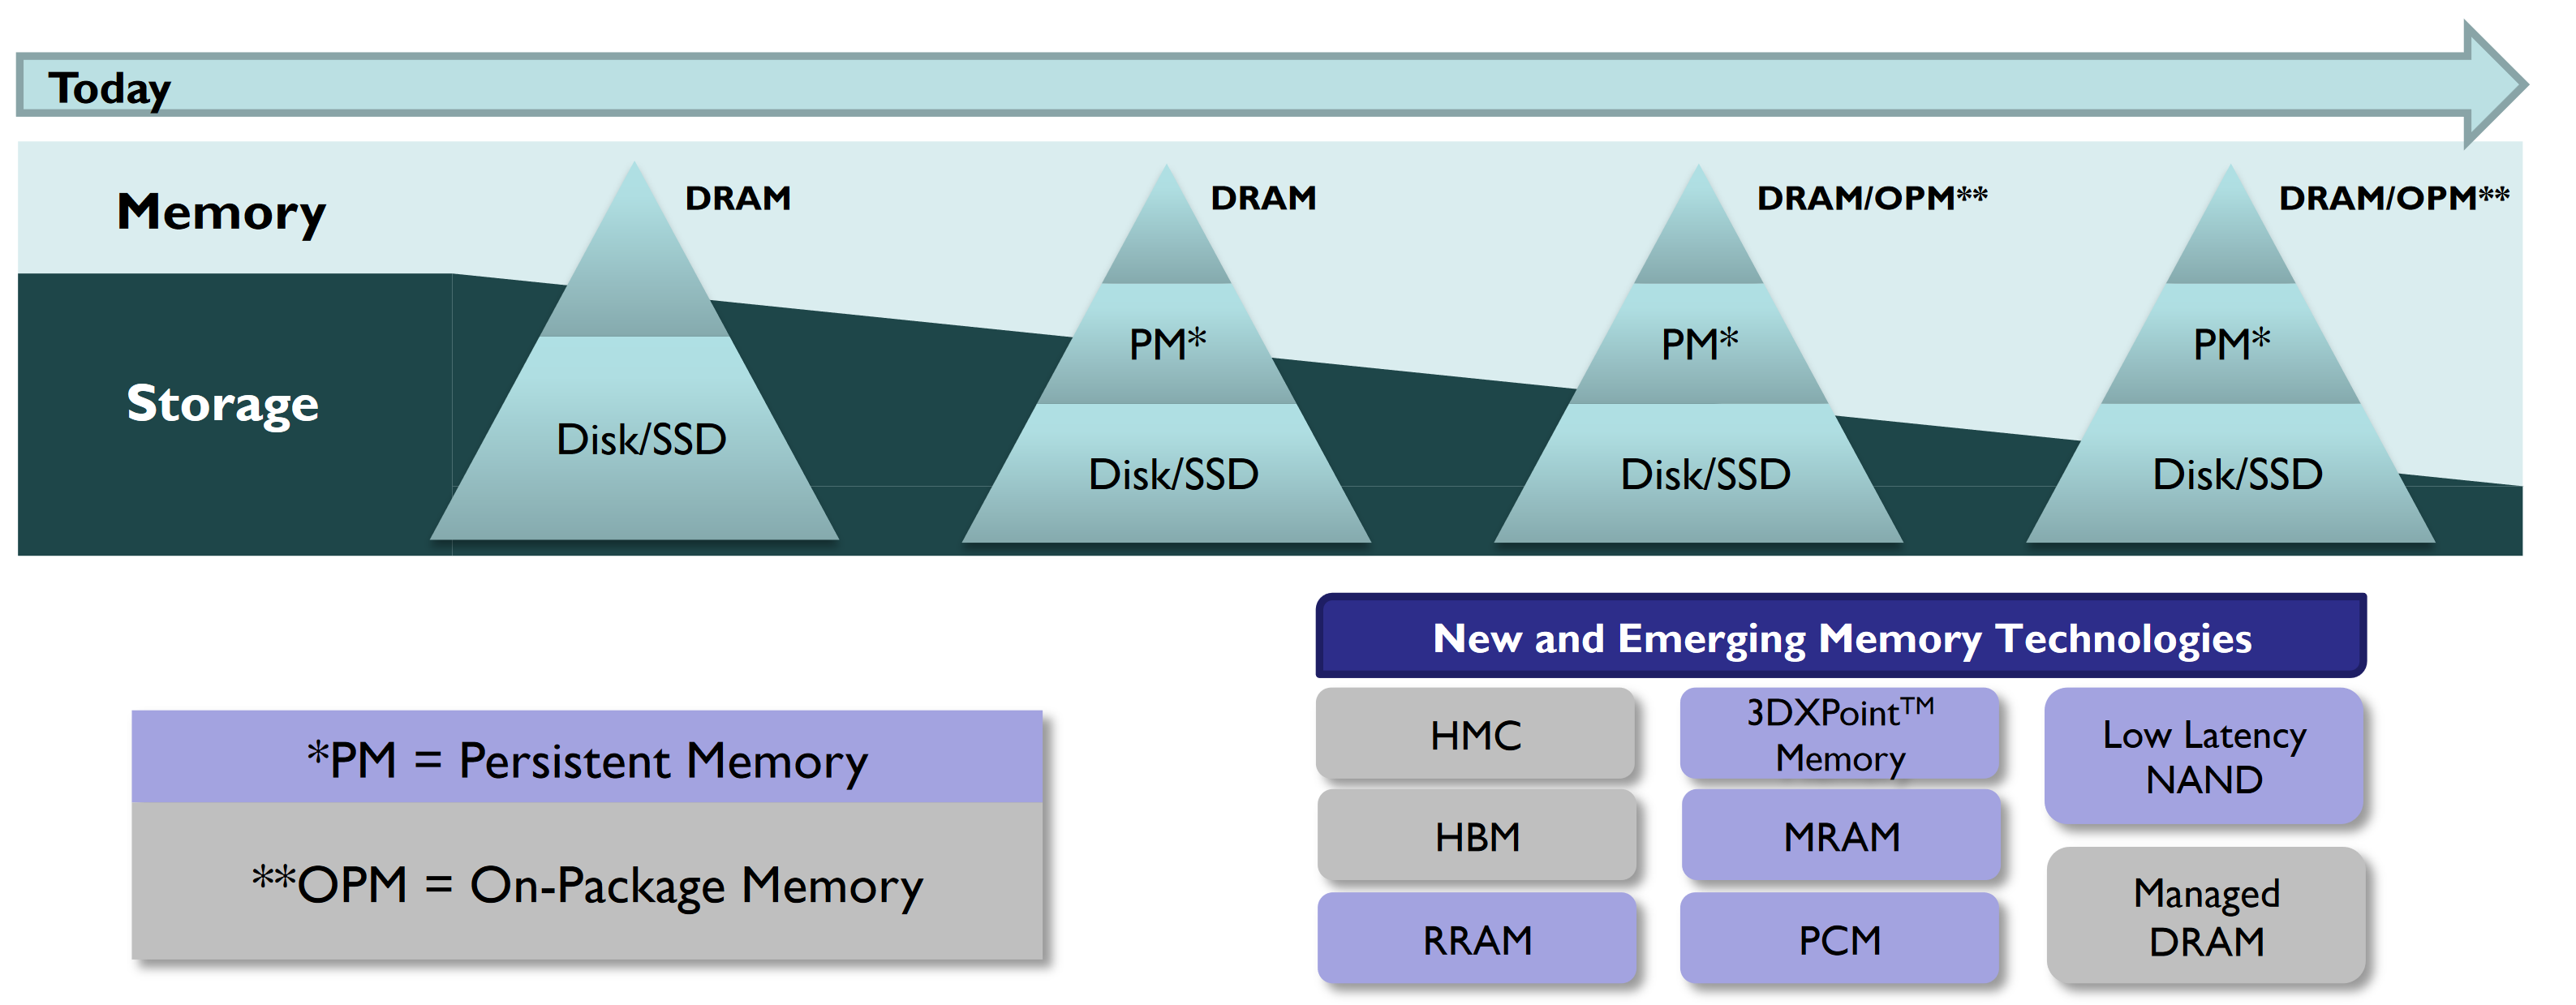 Today
Memory
Storage
DRAM
Disk/SSD
DRAM
PM*
Disk/SSD
DRAM/OPM**
PM*
Disk/SSD
DRAM/OPM**
PM*
Disk/SSD
*PM = Persistent Memory
**OPM = On-Package Memory
New and Emerging Memory Technologies
HMC
HBM
RRAM
3DXPoint™
Memory
MRAM
PCM
Low Latency
NAND
Managed
DRAM